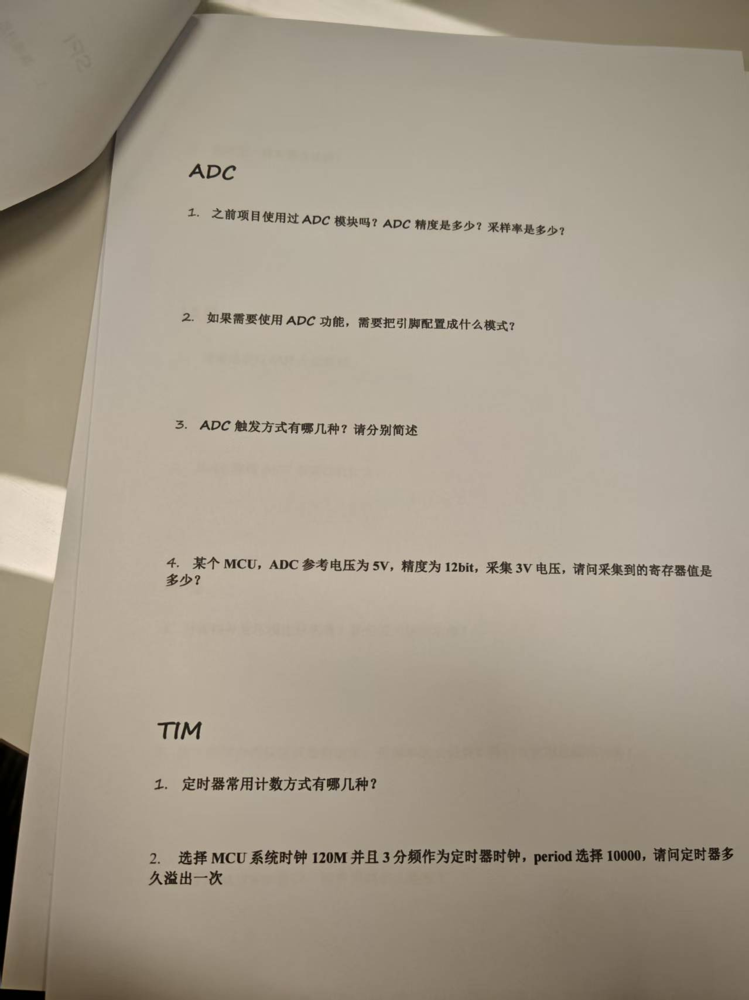 SPI
ADC
1. 之前项目使用过 ADC 模块吗？ADC 精度是多少？采样率是多少？
2. 如果需要使用 ADC 功能，需要把引脚配置成什么模式？
3. ADC 触发方式有哪几种？请分别简述
4. 某个 MCU，ADC 参考电压为 5V，精度为 12bit，采集 3V 电压，请问采集到的寄存器值是
多少？
TIM
1. 定时器常用计数方式有哪几种？
2. 选择 MCU 系统时钟 120M 并且 3 分频作为定时器时钟，period 选择 10000，请问定时器多
久溢出一次